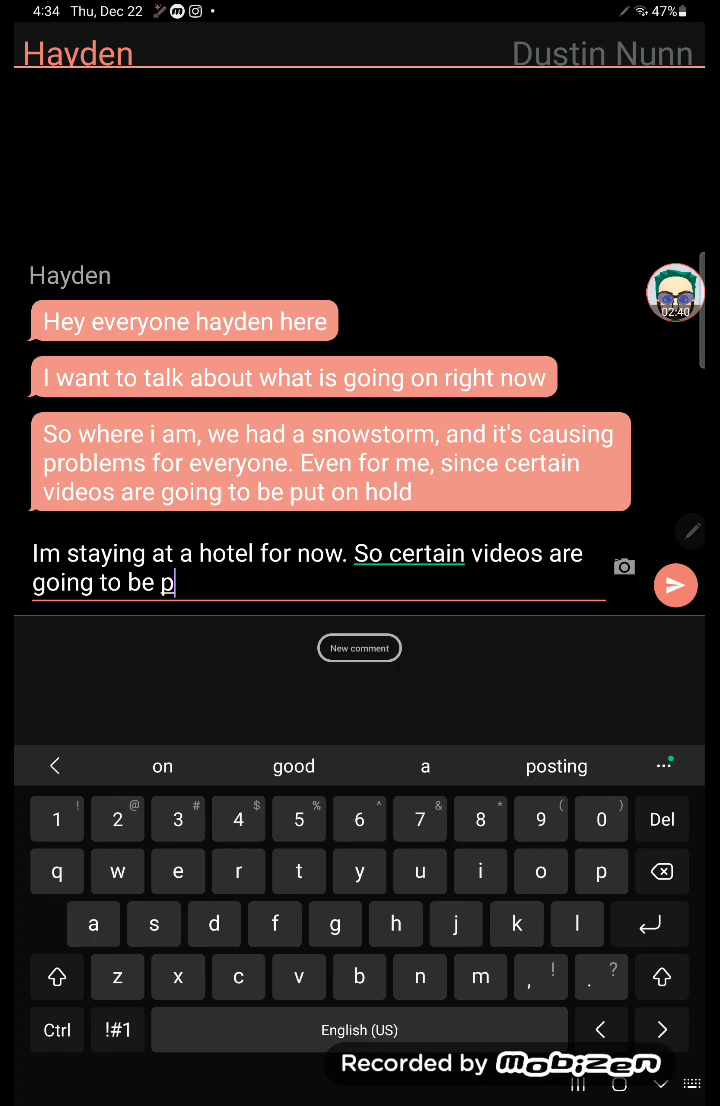 4:34 Thu, Dec 22 m 47%
Hayden Dustin Nunn
Hayden
Hey everyone hayden here
02:40
I want to talk about what is going on right now
So where i am, we had a snowstorm, and it's causing
problems for everyone. Even for me, since certain
videos are going to be put on hold
Im staying at a hotel for now. So certain videos are
going to be p
New comment
on good a posting ...
1 ! 2 @ 3 # 4 $ 5 % 6 ^ 7 & 8 * 9 ( 0 ) Del
q w e r t y u i o p
a s d f g h j k l
z x c v b n m , ! . ?
Ctrl !#1 English (US) < >
Recorded by mobizen